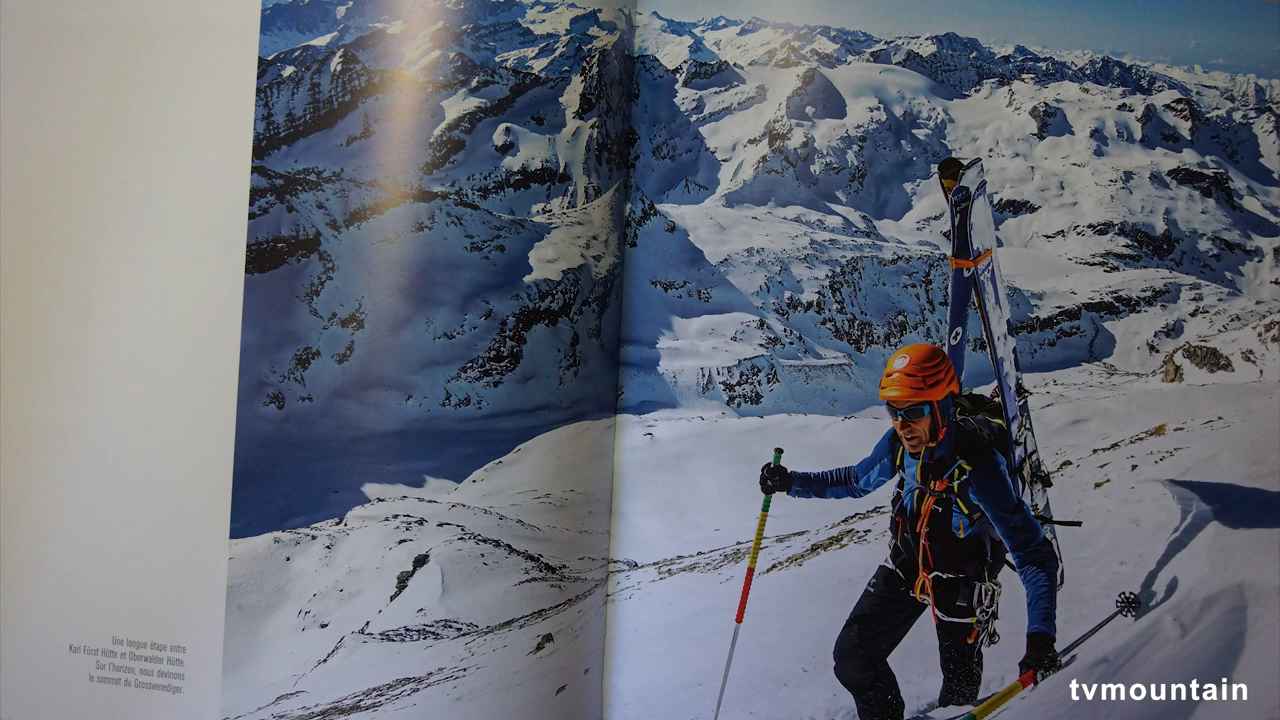 Une longue étape entre
Karl Fürst Hütte et Oberwalder Hütte.
Sur l'horizon, nous devinons
le sommet du Grossvenediger.
tvmountain